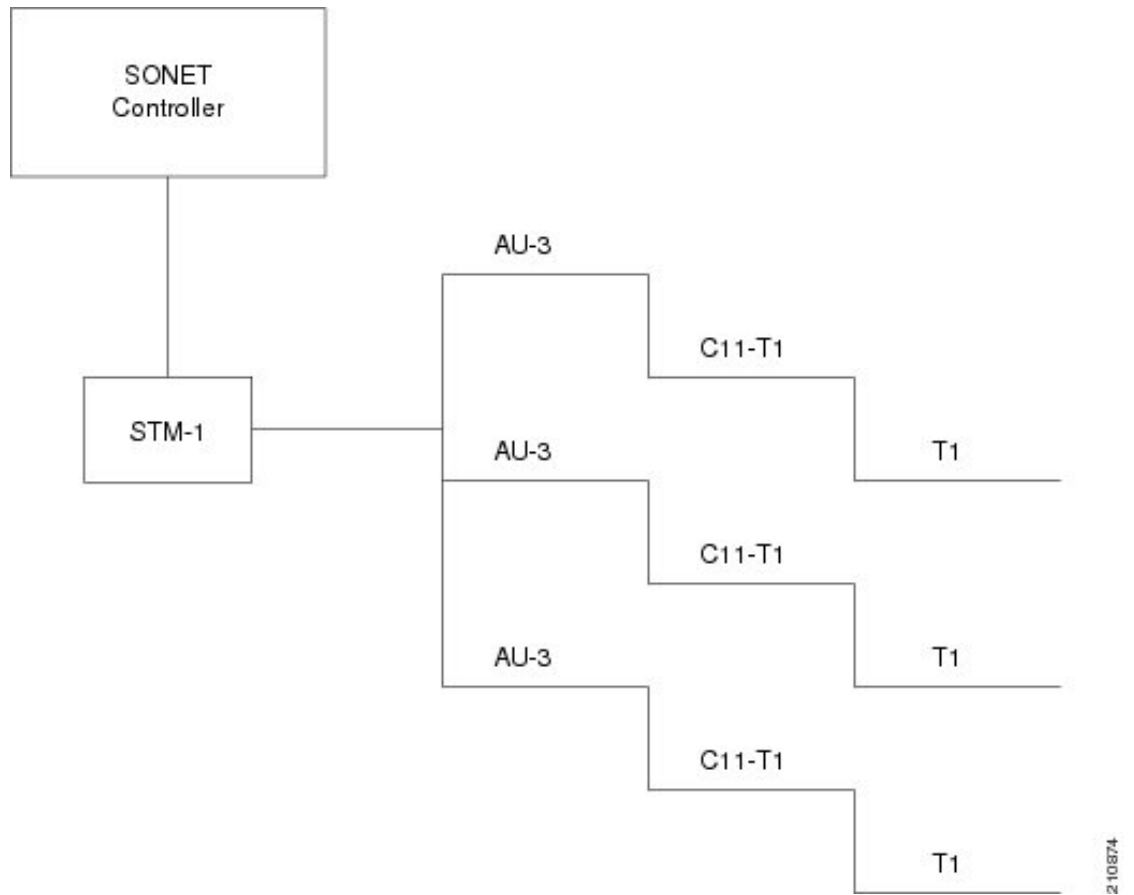 SONET
Controller
AU-3
C11-T1
STM-1
AU-3
T1
C11-T1
AU-3
T1
C11-T1
T1
210874